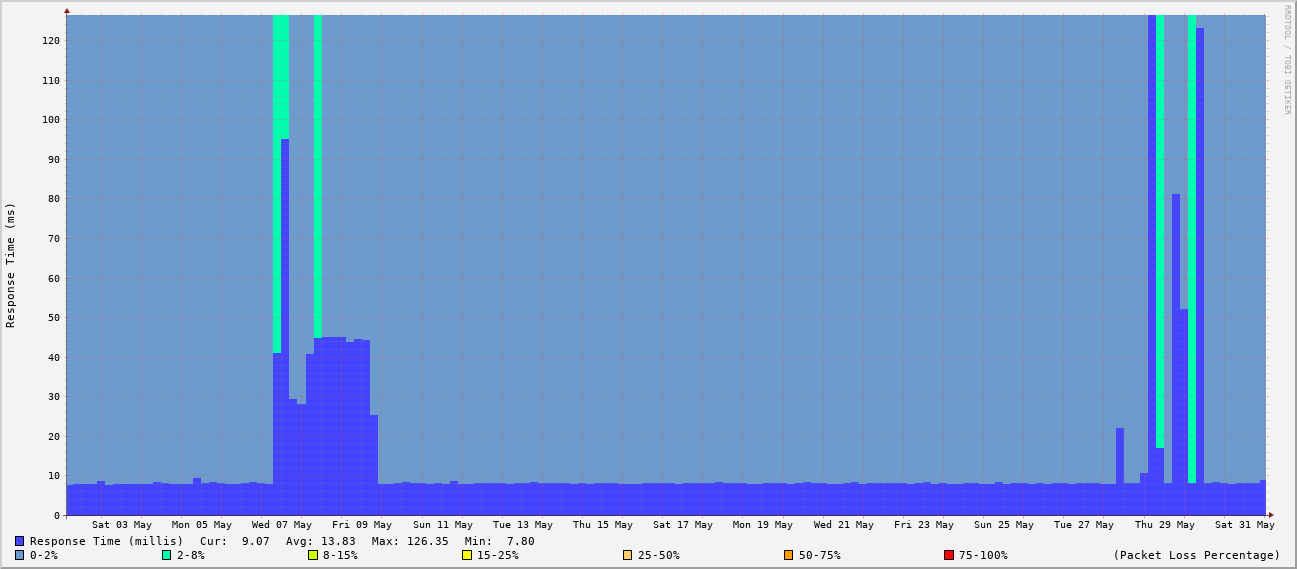 RRDTOOL / TOBI OETIKER
Response Time (ms)
120
110
100
90
80
70
60
50
40
30
20
10
0
Sat 03 May Mon 05 May Wed 07 May Fri 09 May Sun 11 May Tue 13 May Thu 15 May Sat 17 May Mon 19 May Wed 21 May Fri 23 May Sun 25 May Tue 27 May Thu 29 May Sat 31 May
Response Time (millis) Cur: 9.07 Avg: 13.83 Max: 126.35 Min: 7.80
0-2% 2-8% 8-15% 15-25% 25-50% 50-75% 75-100% (Packet Loss Percentage)